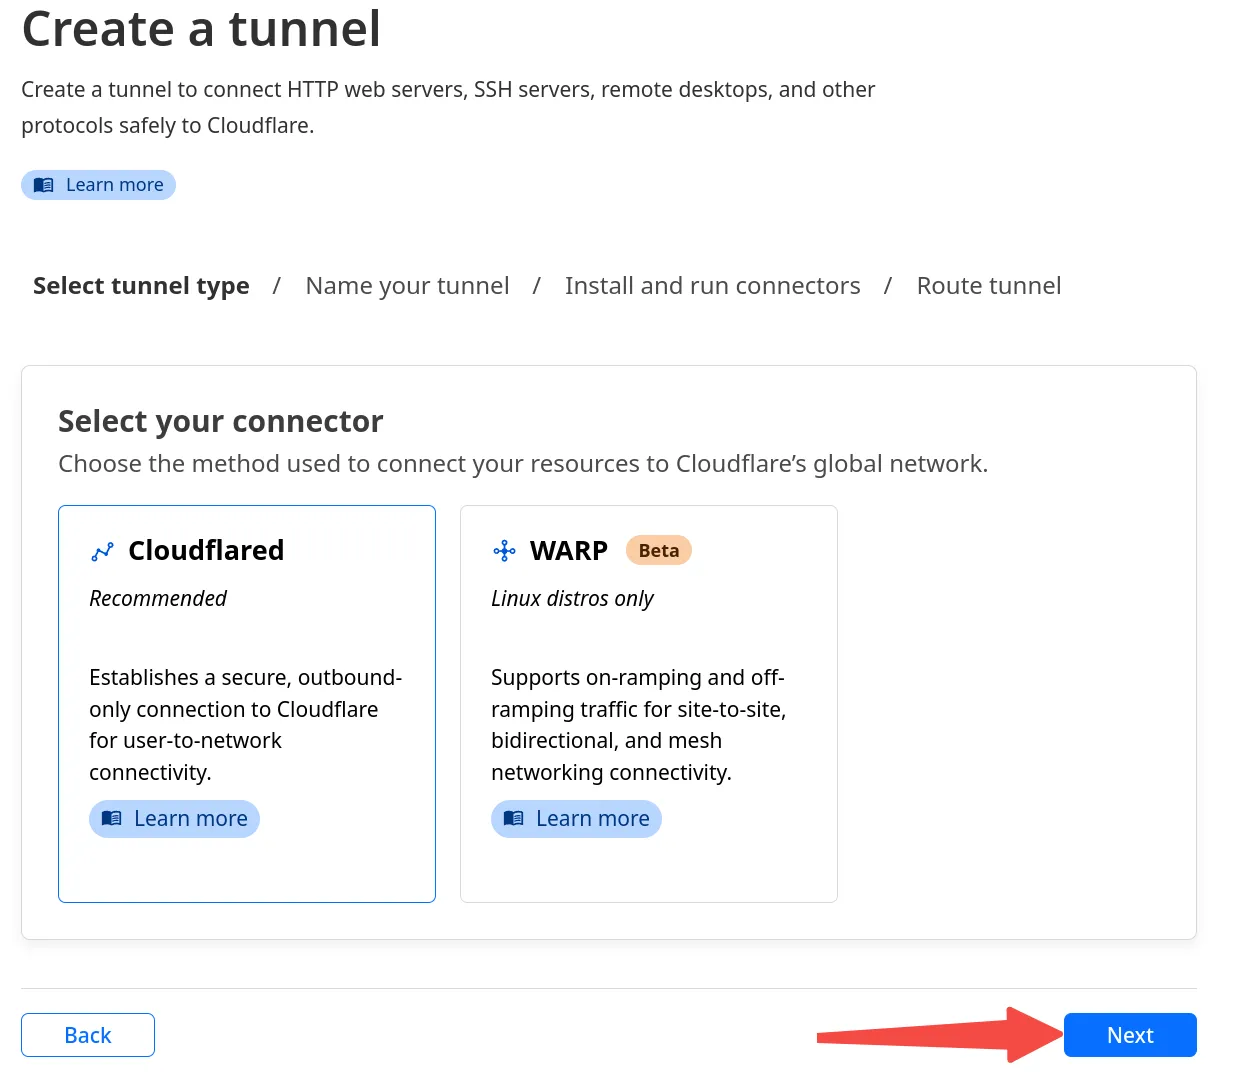 Create a tunnel
Create a tunnel to connect HTTP web servers, SSH servers, remote desktops, and other
protocols safely to Cloudflare.
Learn more
Select tunnel type / Name your tunnel / Install and run connectors / Route tunnel
Select your connector
Choose the method used to connect your resources to Cloudflare’s global network.
Cloudflared
Recommended
Establishes a secure, outbound-
only connection to Cloudflare
for user-to-network
connectivity.
Learn more
WARP Beta
Linux distros only
Supports on-ramping and off-
ramping traffic for site-to-site,
bidirectional, and mesh
networking connectivity.
Learn more
Back
Next